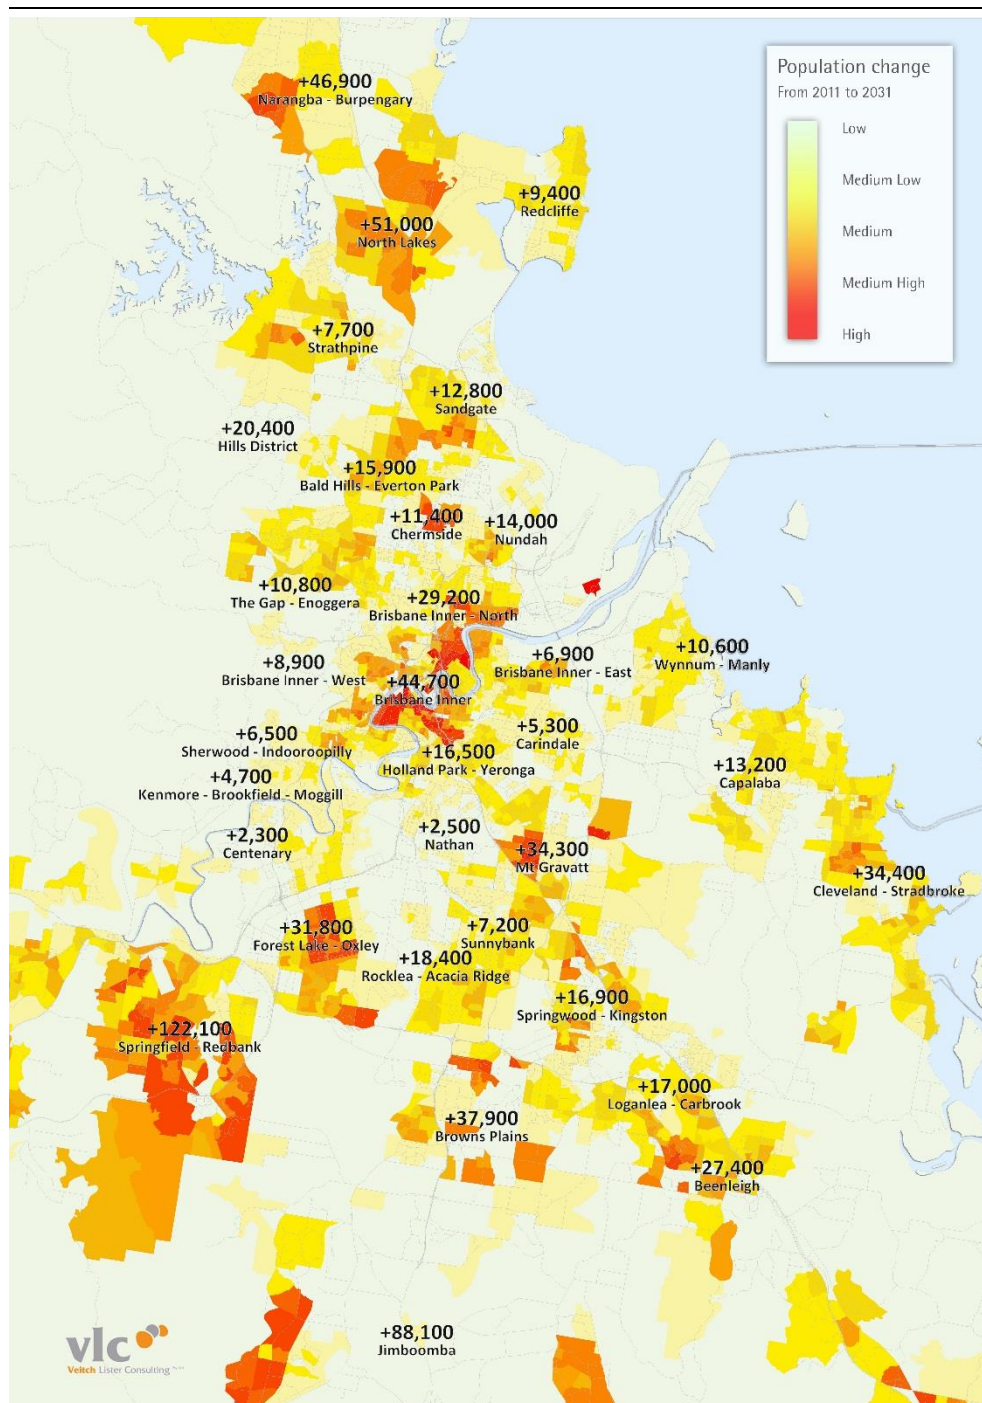 Population change
From 2011 to 2031
Low
Medium Low
Medium
Medium High
High
+46,900
Narangba - Burpengary
+9,400
Redcliffe
+51,000
North Lakes
+7,700
Strathpine
+12,800
Sandgate
+20,400
Hills District
+15,900
Bald Hills - Everton Park
+11,400
Chermside
+14,000
Nundah
+10,800
The Gap - Enoggera
+29,200
Brisbane Inner - North
+8,900
Brisbane Inner - West
+44,700
Brisbane Inner
+6,900
Brisbane Inner - East
+10,600
Wynnum - Manly
+6,500
Sherwood - Indooroopilly
+16,500
Holland Park - Yeronga
+5,300
Carindale
+13,200
Capalaba
+4,700
Kenmore - Brookfield - Moggill
+2,300
Centenary
+2,500
Nathan
+34,300
Mt Gravatt
+34,400
Cleveland - Stradbroke
+31,800
Forest Lake - Oxley
+7,200
Sunnybank
+18,400
Rocklea - Acacia Ridge
+16,900
Springwood - Kingston
+122,100
Springfield - Redbank
+17,000
Loganlea - Carbrook
+37,900
Browns Plains
+27,400
Beenleigh
+88,100
Jimboomba
vlc
Veitch Lister Consulting